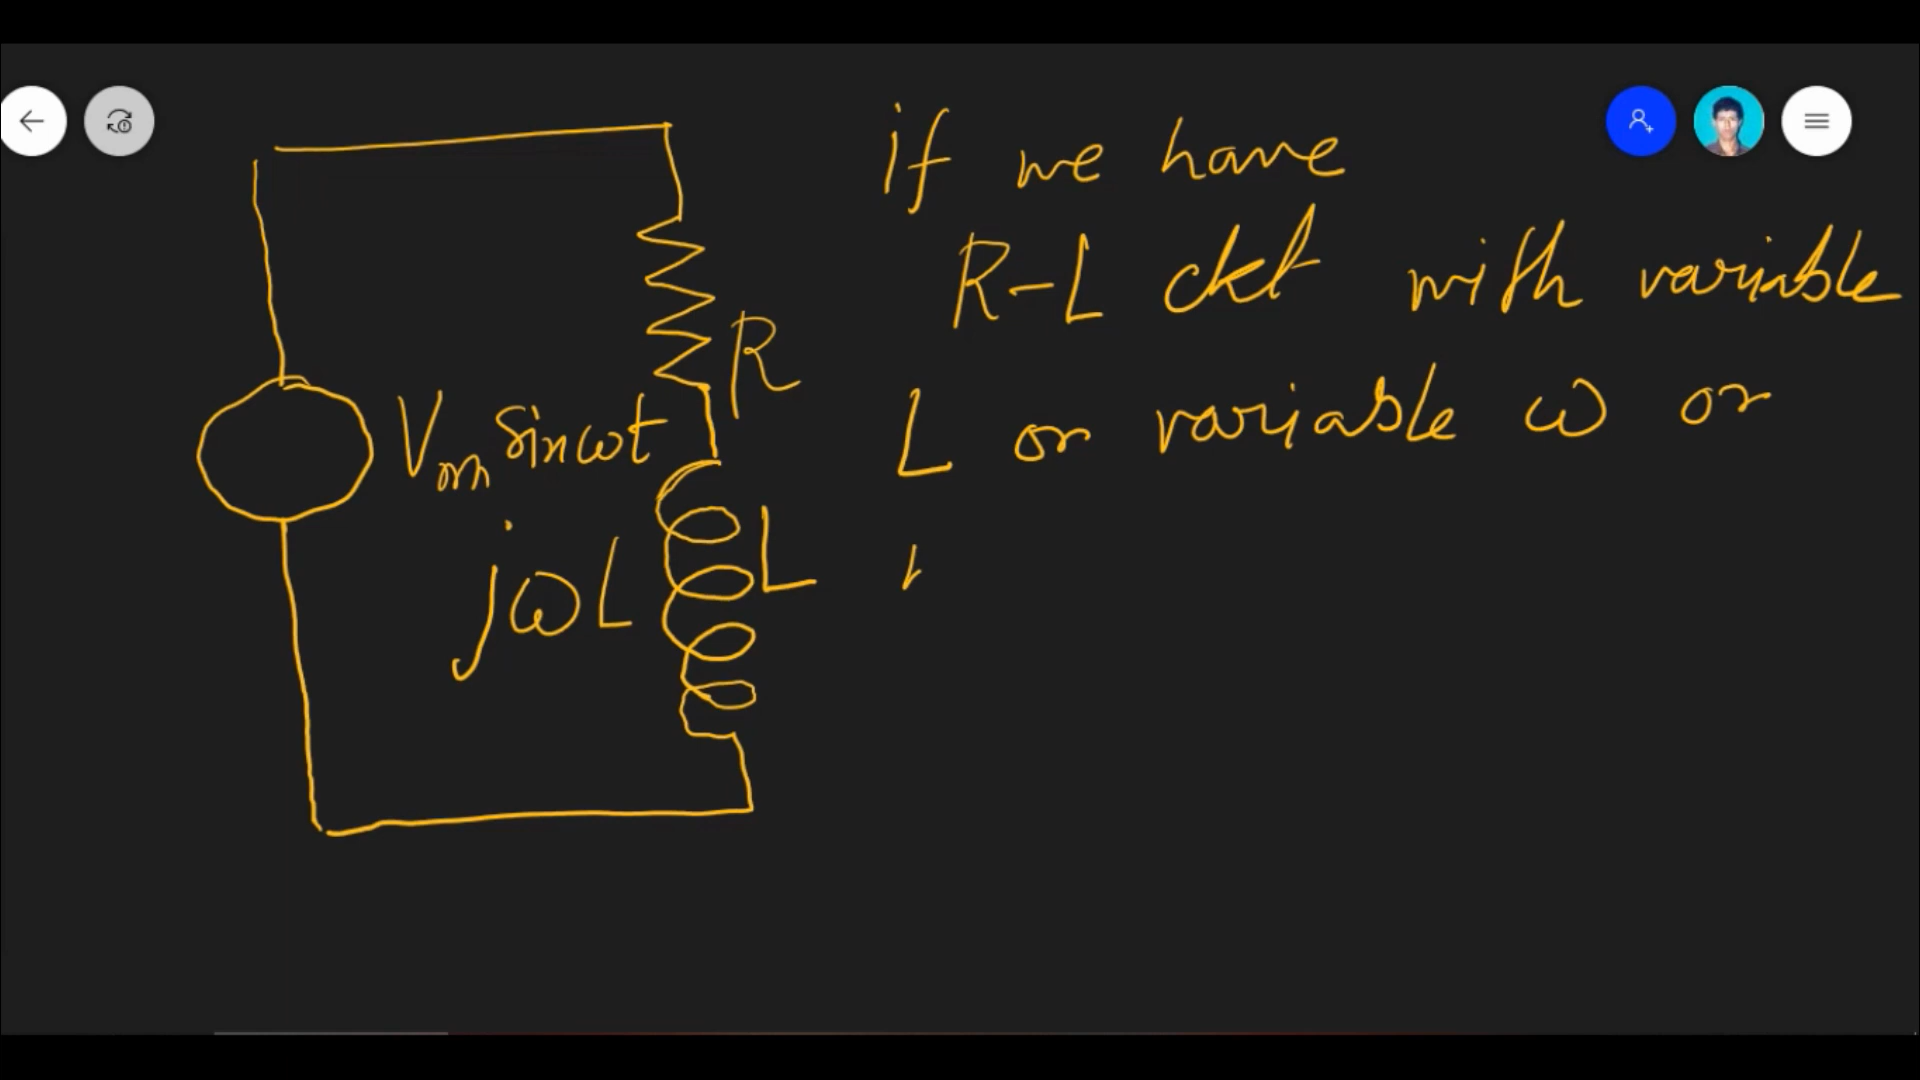 if we have
R-L ckt with variable
L or variable ω or
R
Vm sinωt
jωL
L